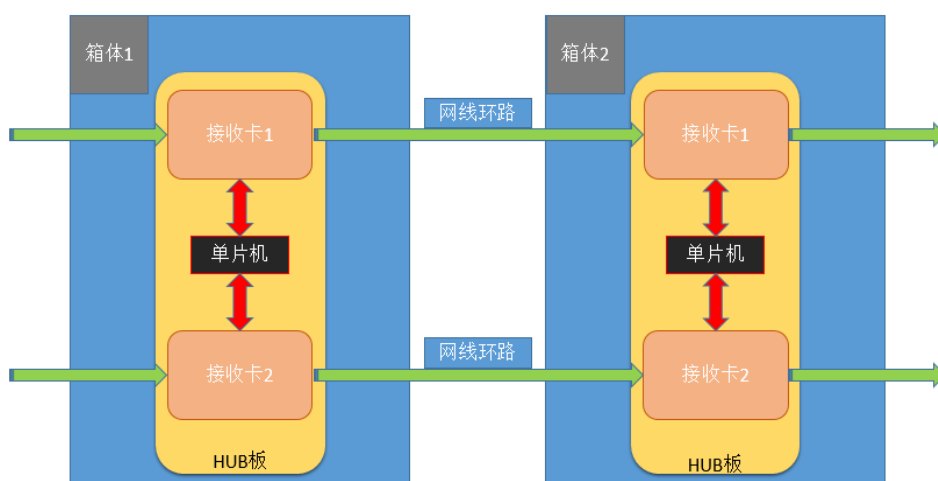 箱体1
箱体2
接收卡1
网线环路
接收卡1
单片机
单片机
网线环路
接收卡2
接收卡2
HUB板
HUB板